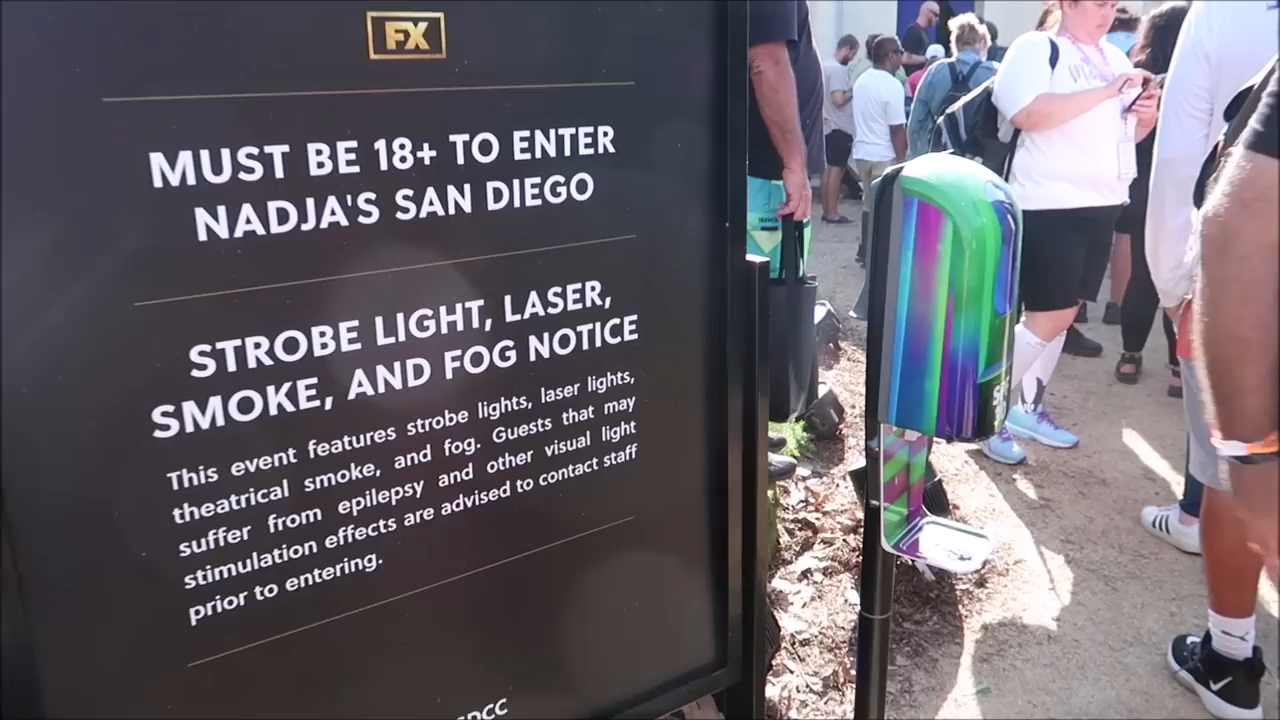 FX
MUST BE 18+ TO ENTER
NADJA'S SAN DIEGO
STROBE LIGHT, LASER,
SMOKE, AND FOG NOTICE
This event features strobe lights, laser lights,
theatrical smoke, and fog. Guests that may
suffer from epilepsy and other visual light
stimulation effects are advised to contact staff
prior to entering.
SDCC